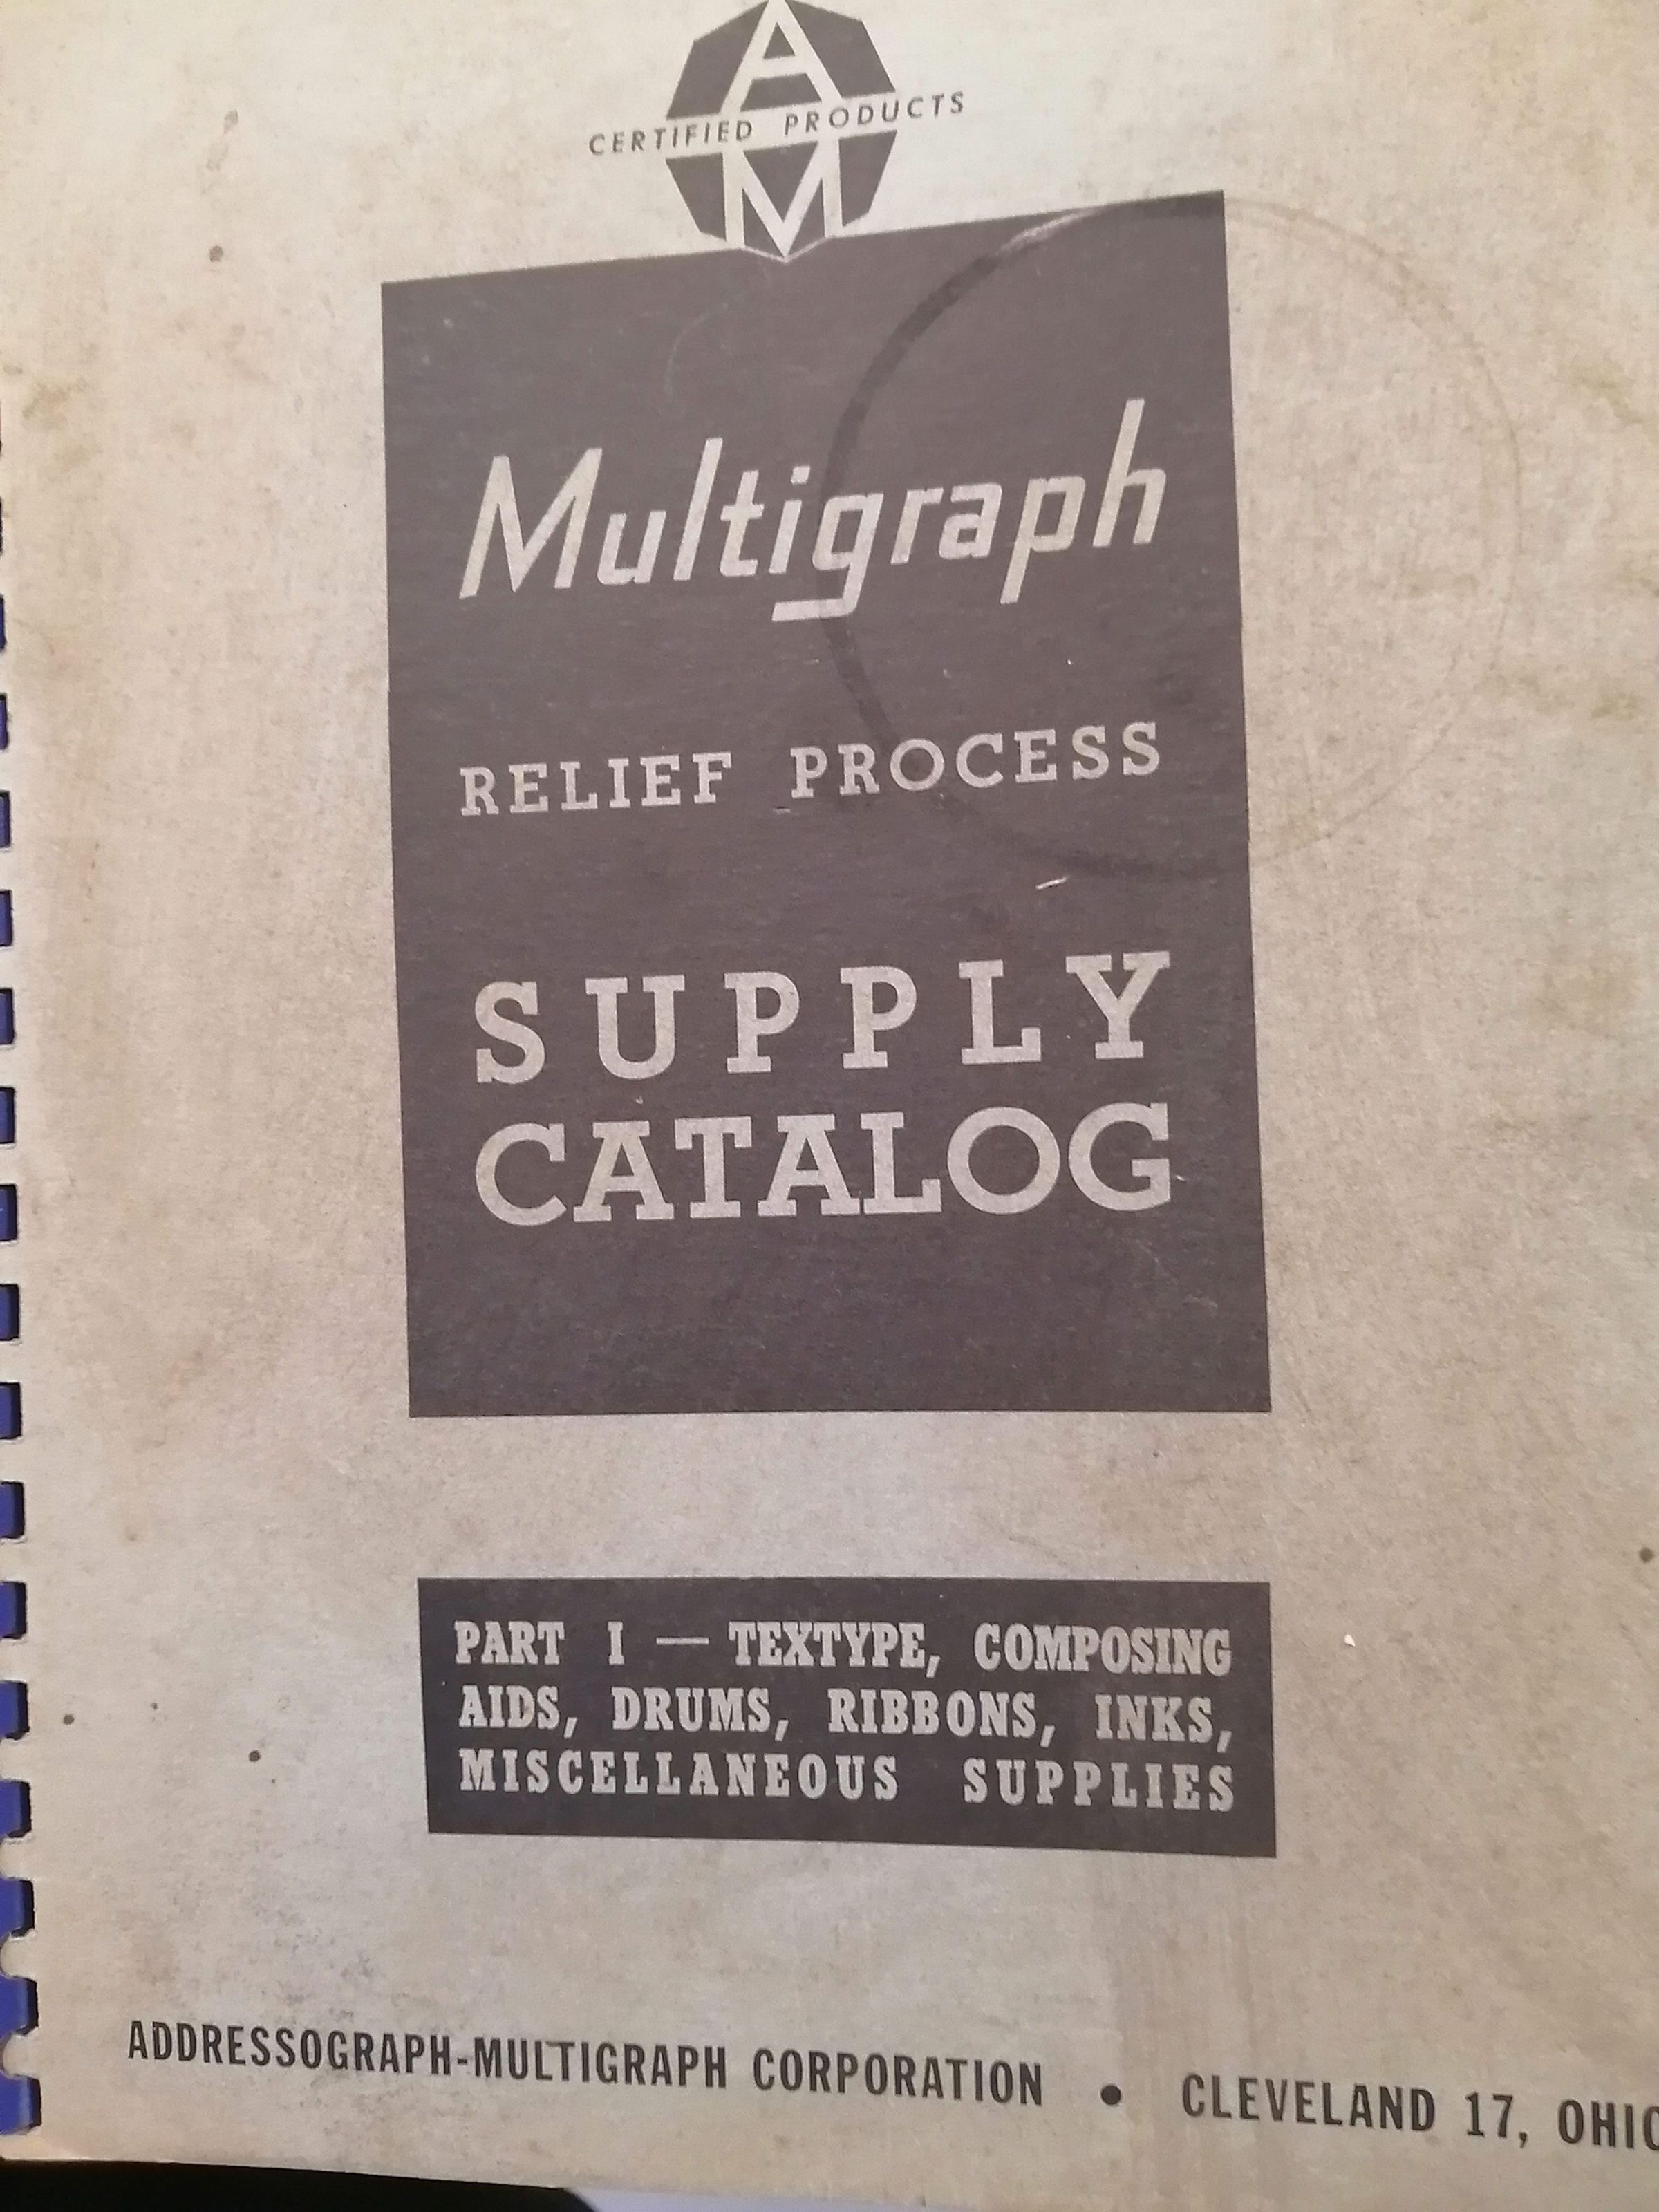 A
CERTIFIED PRODUCTS
M
Multigraph
RELIEF PROCESS
SUPPLY
CATALOG
PART I — TEXTYPE, COMPOSING
AIDS, DRUMS, RIBBONS, INKS,
MISCELLANEOUS SUPPLIES
ADDRESSOGRAPH-MULTIGRAPH CORPORATION • CLEVELAND 17, OHIO